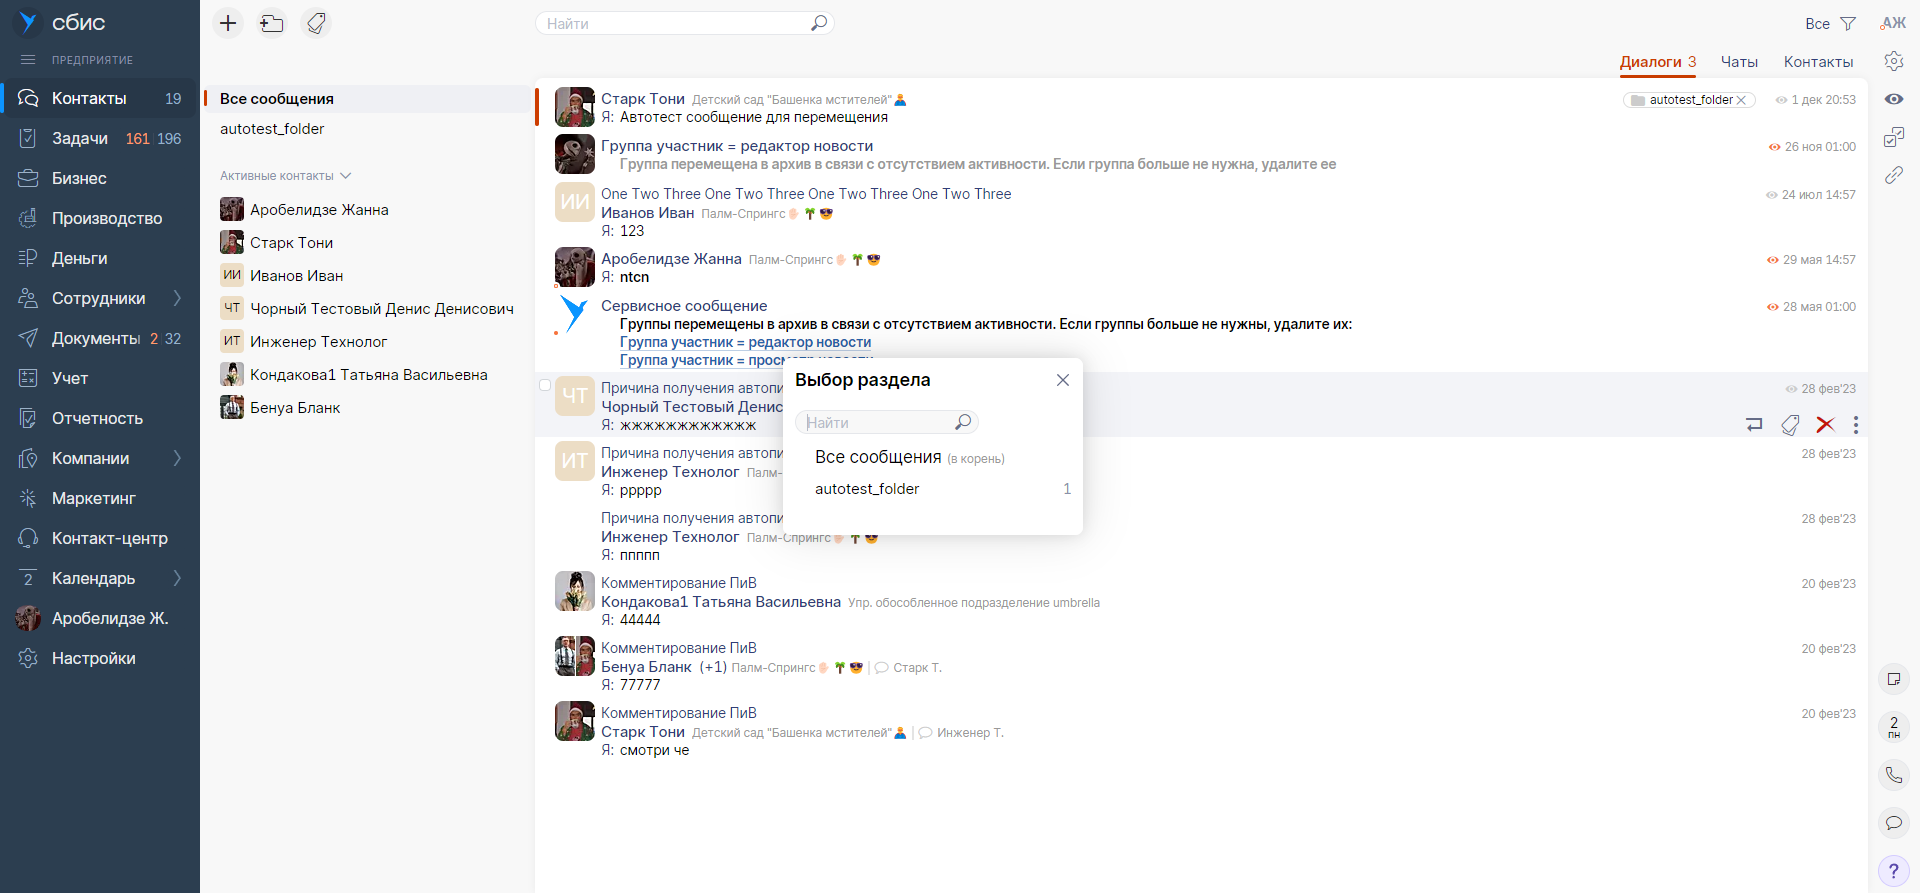 сбис
ПРЕДПРИЯТИЕ
Контакты 19
Задачи 161 196
Бизнес
Производство
Деньги
Сотрудники
Документы 2 32
Учет
Отчетность
Компании
Маркетинг
Контакт-центр
2 Календарь
Аробелидзе Ж.
Настройки
Все сообщения
autotest_folder
Активные контакты
Аробелидзе Жанна
Старк Тони
ИИ Иванов Иван
ЧТ Чорный Тестовый Денис Денисович
ИТ Инженер Технолог
Кондакова1 Татьяна Васильевна
Бенуа Бланк
Найти
Все
АЖ
Диалоги 3 Чаты Контакты
Старк Тони Детский сад "Башенка мстителей" autotest_folder 1 дек 20:53
Я: Автотест сообщение для перемещения
Группа участник = редактор новости 26 ноя 01:00
Группа перемещена в архив в связи с отсутствием активности. Если группа больше не нужна, удалите ее
ИИ One Two Three One Two Three One Two Three One Two Three 24 июл 14:57
Иванов Иван Палм-Спрингс
Я: 123
Аробелидзе Жанна Палм-Спрингс 29 мая 14:57
Я: ntcn
Сервисное сообщение 28 мая 01:00
Группы перемещены в архив в связи с отсутствием активности. Если группы больше не нужны, удалите их:
Группа участник = редактор новости
Группа участник = просмотр новости
ЧТ Причина получения автопи 28 фев'23
Чорный Тестовый Денис
Я: жжжжжжжжжжжж
ИТ Причина получения автопи 28 фев'23
Инженер Технолог Палм-
Я: ррррр
Причина получения автопи 28 фев'23
Инженер Технолог Палм-Спрингс
Я: ппппп
Комментирование ПиВ 20 фев'23
Кондакова1 Татьяна Васильевна Упр. обособленное подразделение umbrella
Я: 44444
Комментирование ПиВ 20 фев'23
Бенуа Бланк (+1) Палм-Спрингс | Старк Т.
Я: 77777
Комментирование ПиВ 20 фев'23
Старк Тони Детский сад "Башенка мстителей" | Инженер Т.
Я: смотри че
Выбор раздела
Найти
Все сообщения (в корень)
autotest_folder 1
2
ПН
?